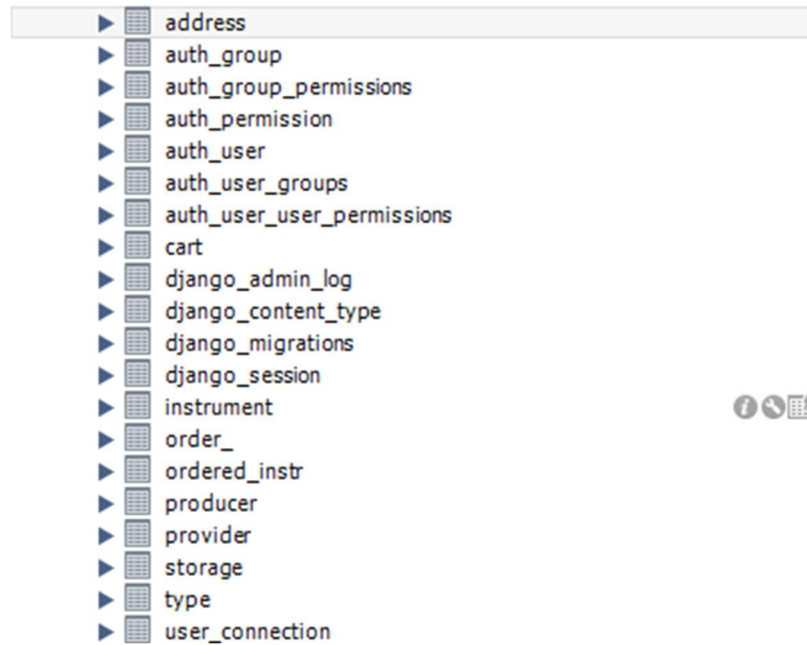 address
auth_group
auth_group_permissions
auth_permission
auth_user
auth_user_groups
auth_user_user_permissions
cart
django_admin_log
django_content_type
django_migrations
django_session
instrument
order_
ordered_instr
producer
provider
storage
type
user_connection